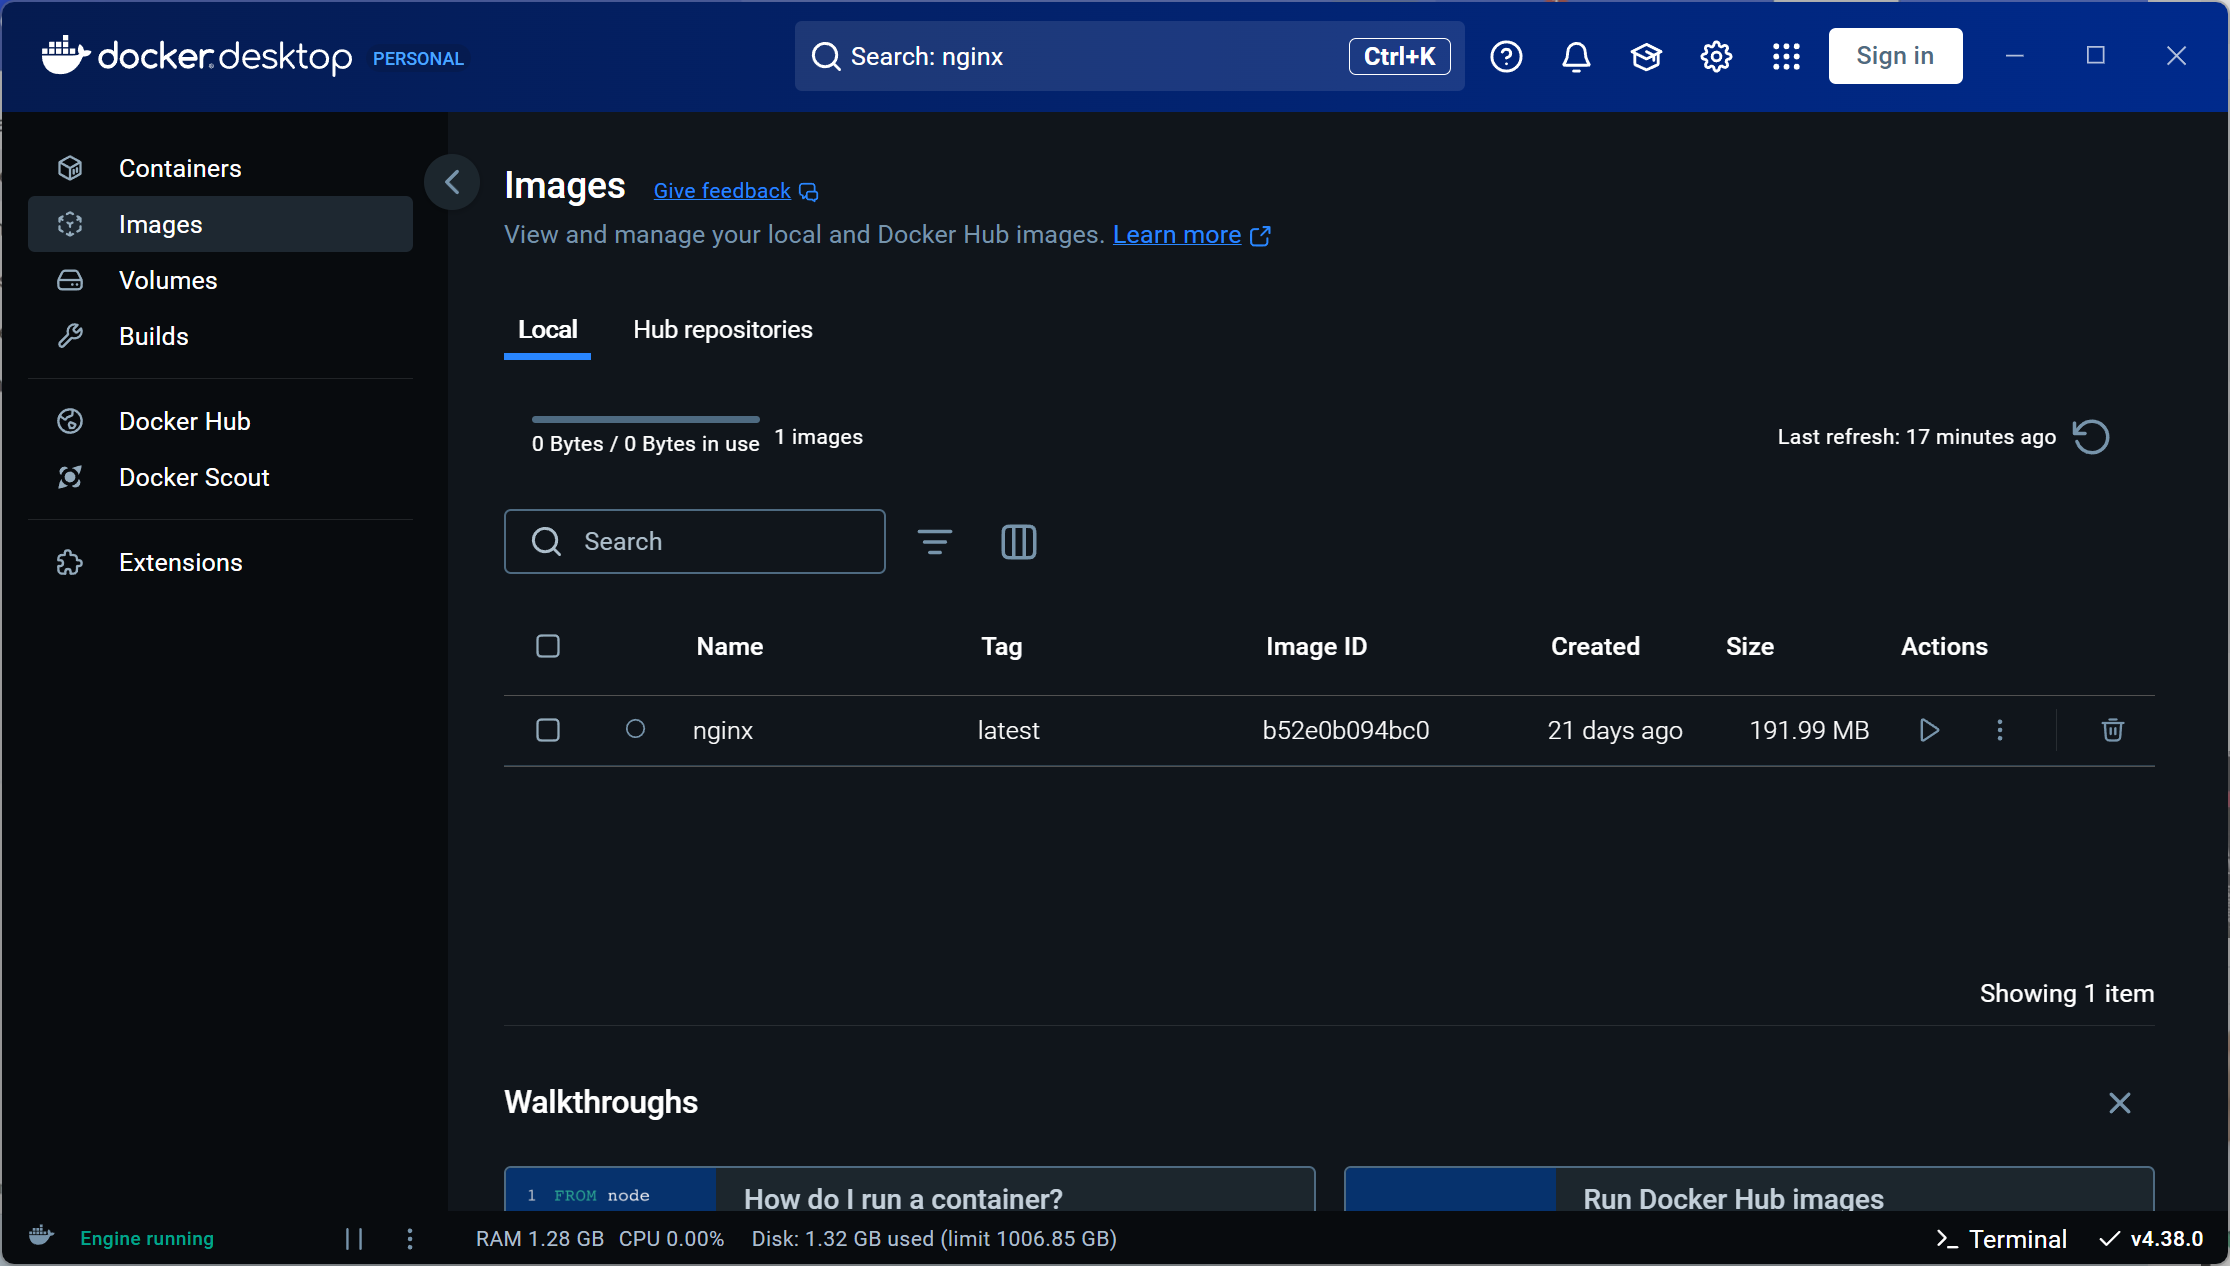 docker.desktop PERSONAL
Search: nginx Ctrl+K
Sign in
Containers
Images
Volumes
Builds
Docker Hub
Docker Scout
Extensions
Images Give feedback
View and manage your local and Docker Hub images. Learn more
Local Hub repositories
0 Bytes / 0 Bytes in use 1 images
Last refresh: 17 minutes ago
Search
Name Tag Image ID Created Size Actions
nginx latest b52e0b094bc0 21 days ago 191.99 MB
Showing 1 item
Walkthroughs
1 FROM node
How do I run a container?
Run Docker Hub images
Engine running
RAM 1.28 GB CPU 0.00% Disk: 1.32 GB used (limit 1006.85 GB)
>_ Terminal
v4.38.0